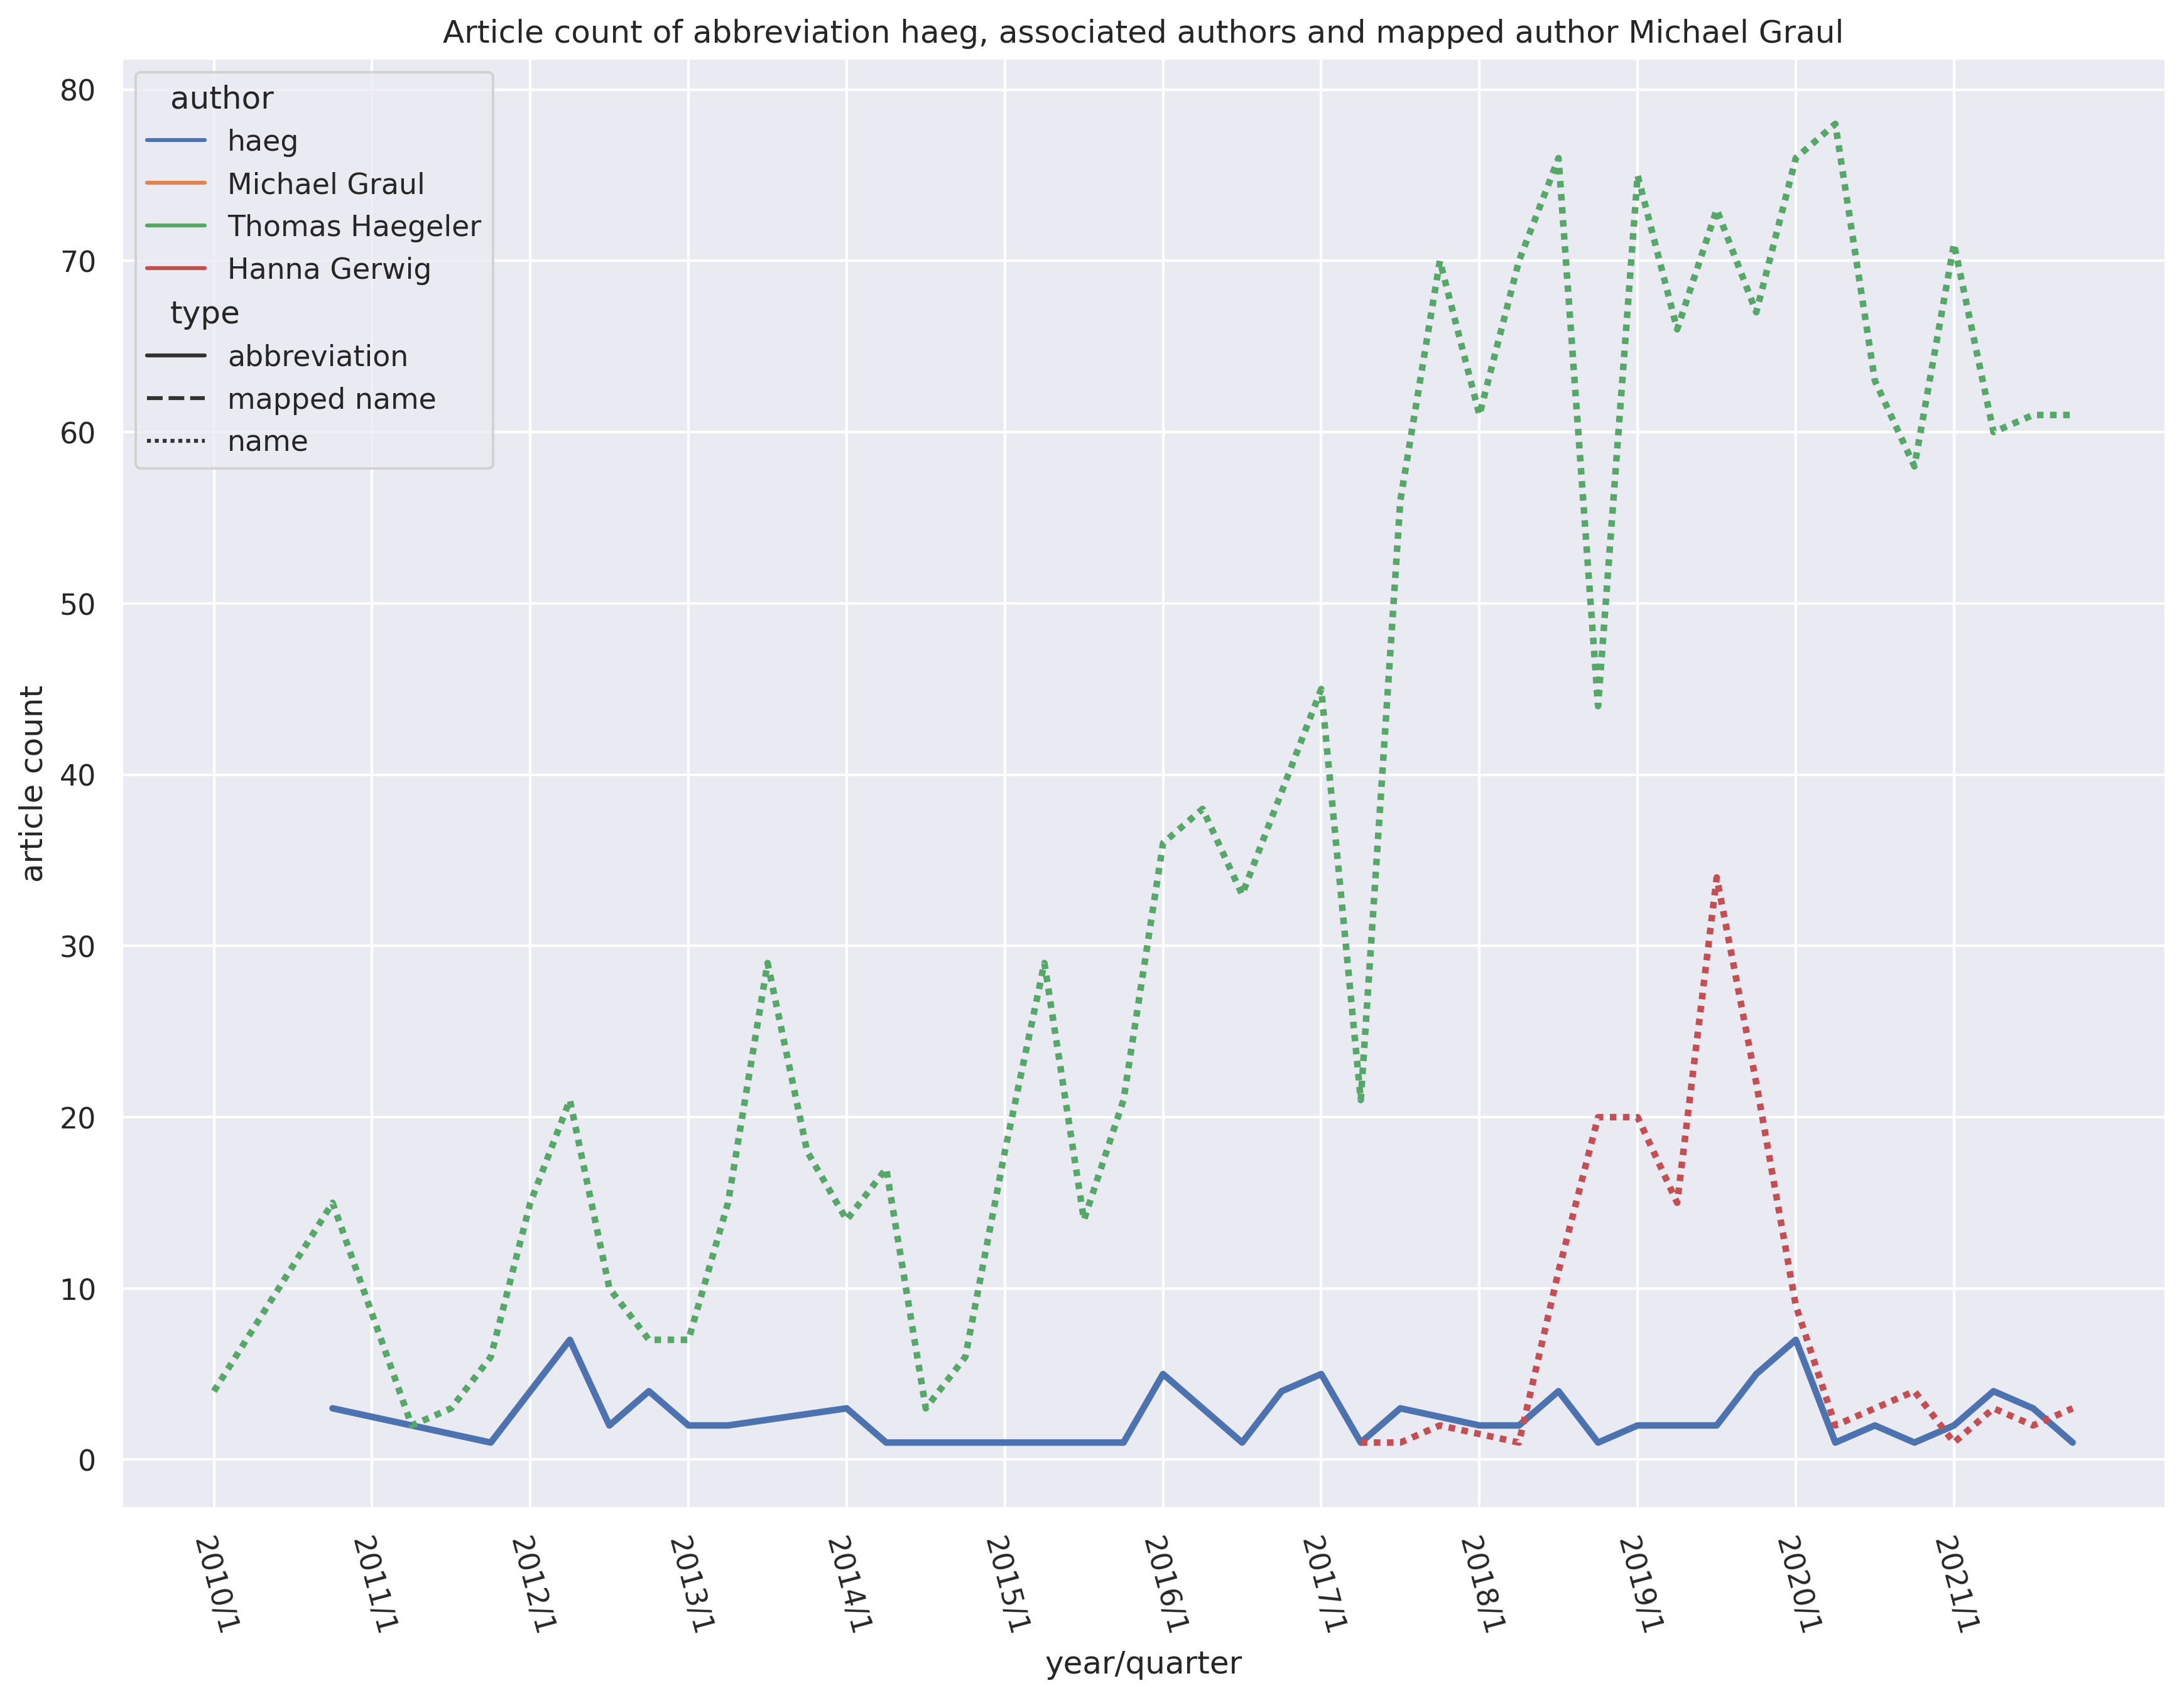 Article count of abbreviation haeg, associated authors and mapped author Michael Graul
author
haeg
Michael Graul
Thomas Haegeler
Hanna Gerwig
type
abbreviation
mapped name
name
80
70
60
50
40
30
20
10
0
article count
2010/1
2011/1
2012/1
2013/1
2014/1
2015/1
2016/1
2017/1
2018/1
2019/1
2020/1
2021/1
year/quarter